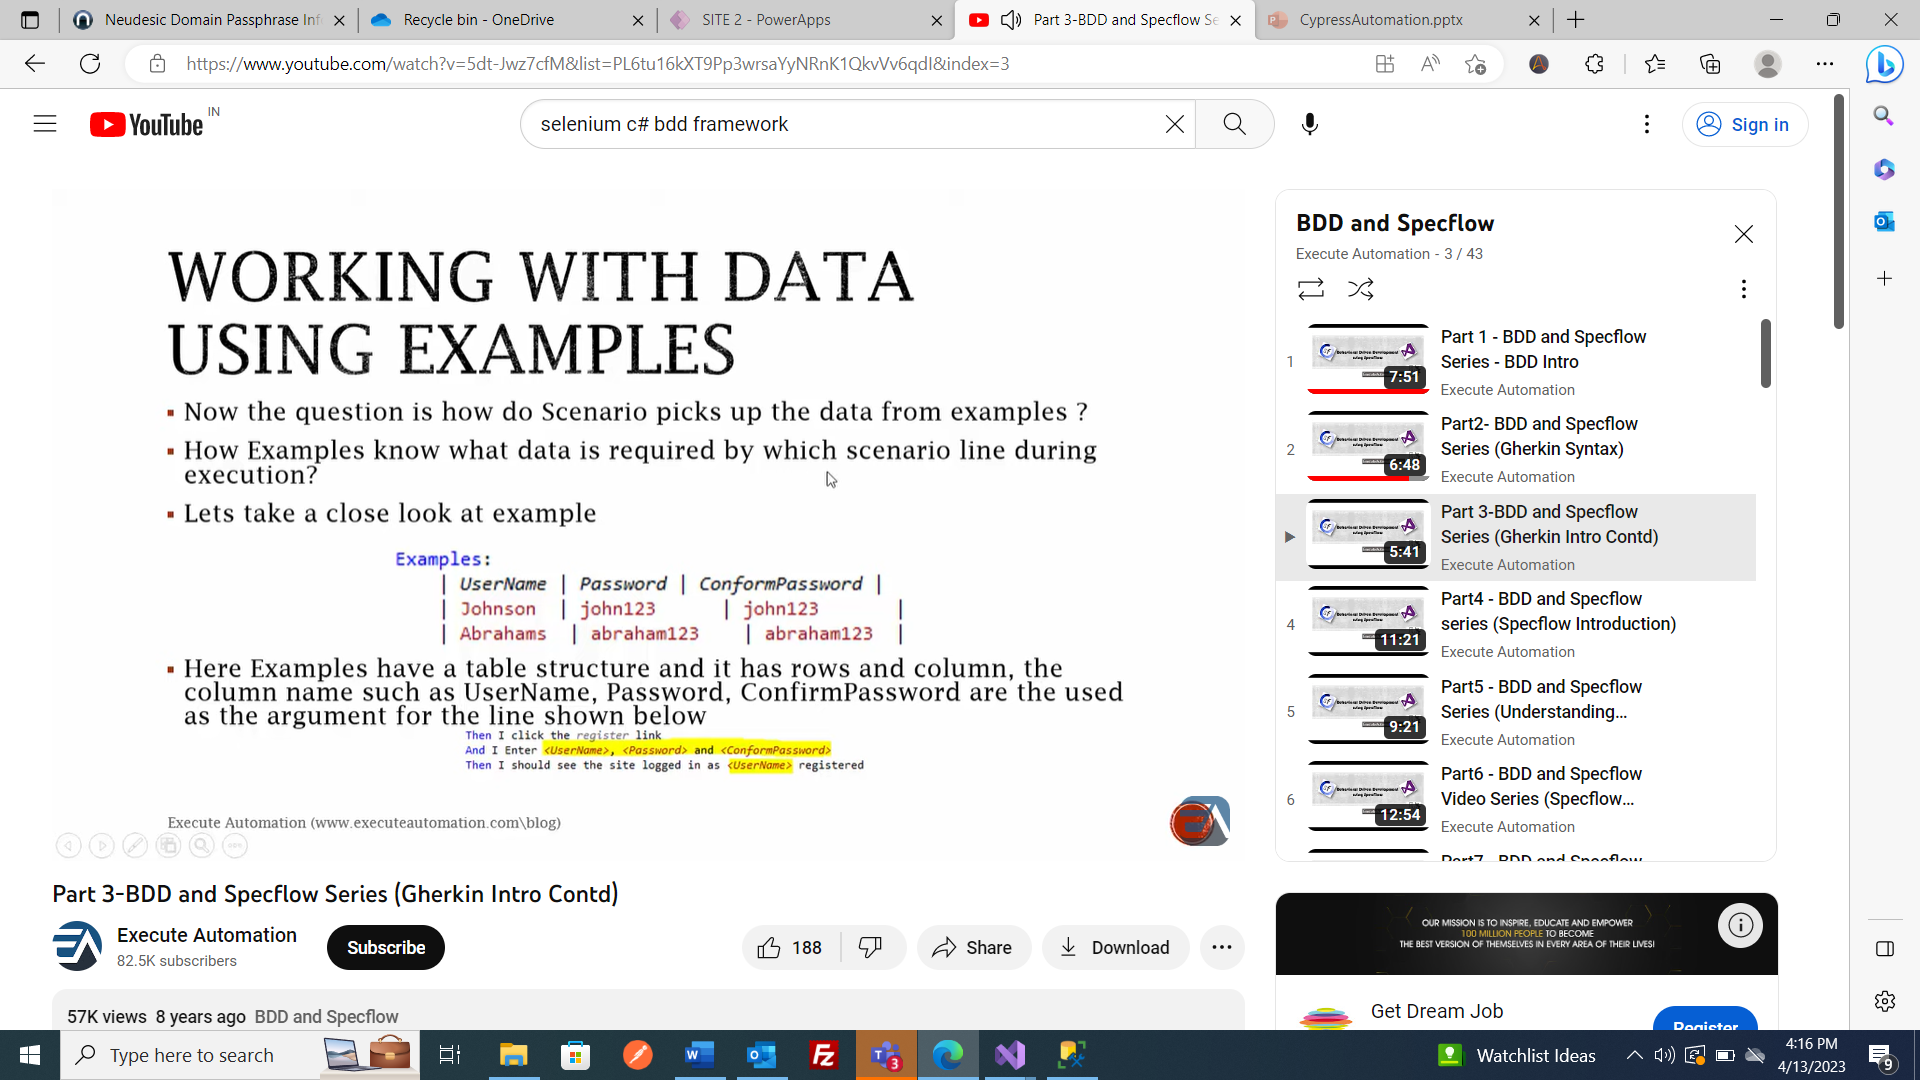 Neudesic Domain Passphrase Inf
Recycle bin - OneDrive
SITE 2 - PowerApps
Part 3-BDD and Specflow Se
CypressAutomation.pptx
https://www.youtube.com/watch?v=5dt-Jwz7cfM&list=PL6tu16kXT9Pp3wrsaYyNRnK1QkvVv6qdI&index=3
YouTube IN
selenium c# bdd framework
Sign in
WORKING WITH DATA
USING EXAMPLES
Now the question is how do Scenario picks up the data from examples ?
How Examples know what data is required by which scenario line during
execution?
Lets take a close look at example
Examples:
| UserName | Password | ConformPassword |
| Johnson | john123 | john123 |
| Abrahams | abraham123 | abraham123 |
Here Examples have a table structure and it has rows and column, the
column name such as UserName, Password, ConfirmPassword are the used
as the argument for the line shown below
Then I click the register link
And I Enter <UserName>, <Password> and <ConformPassword>
Then I should see the site logged in as <UserName> registered
Execute Automation (www.executeautomation.com\blog)
Part 3-BDD and Specflow Series (Gherkin Intro Contd)
Execute Automation
82.5K subscribers
Subscribe
188
Share
Download
57K views 8 years ago BDD and Specflow
BDD and Specflow
Execute Automation - 3 / 43
1
7:51
Part 1 - BDD and Specflow
Series - BDD Intro
Execute Automation
2
6:48
Part2- BDD and Specflow
Series (Gherkin Syntax)
Execute Automation
5:41
Part 3-BDD and Specflow
Series (Gherkin Intro Contd)
Execute Automation
4
11:21
Part4 - BDD and Specflow
series (Specflow Introduction)
Execute Automation
5
9:21
Part5 - BDD and Specflow
Series (Understanding...
Execute Automation
6
12:54
Part6 - BDD and Specflow
Video Series (Specflow...
Execute Automation
Part7 - BDD and Specflow
OUR MISSION IS TO INSPIRE, EDUCATE AND EMPOWER
100 MILLION PEOPLE TO BECOME
THE BEST VERSION OF THEMSELVES IN EVERY AREA OF THEIR LIVES!
Get Dream Job
Register
Type here to search
3
Watchlist Ideas
4:16 PM
4/13/2023
9